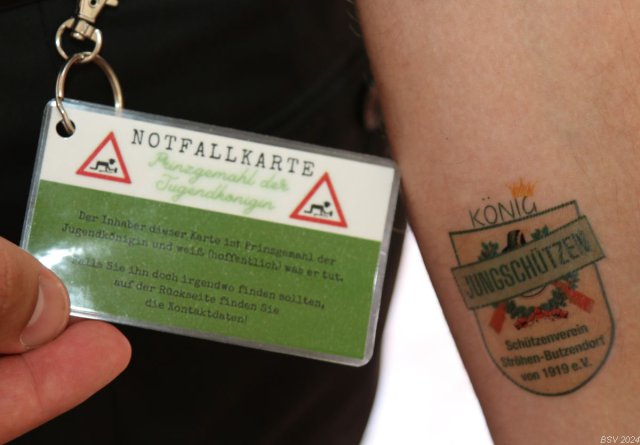 NOTFALLKARTE
Prinzgemahl der
Jugendkönigin
Der Inhaber dieser Karte ist Prinzgemahl der
Jugendkönigin und weiß (hoffentlich) was er tut.
Falls Sie ihn doch irgendwo finden sollten,
auf der Rückseite finden Sie
die Kontaktdaten!
KÖNIG
JUNGSCHÜTZEN
Schützenverein
Ströhen-Butzendorf
von 1919 e.V.
BSV 2024